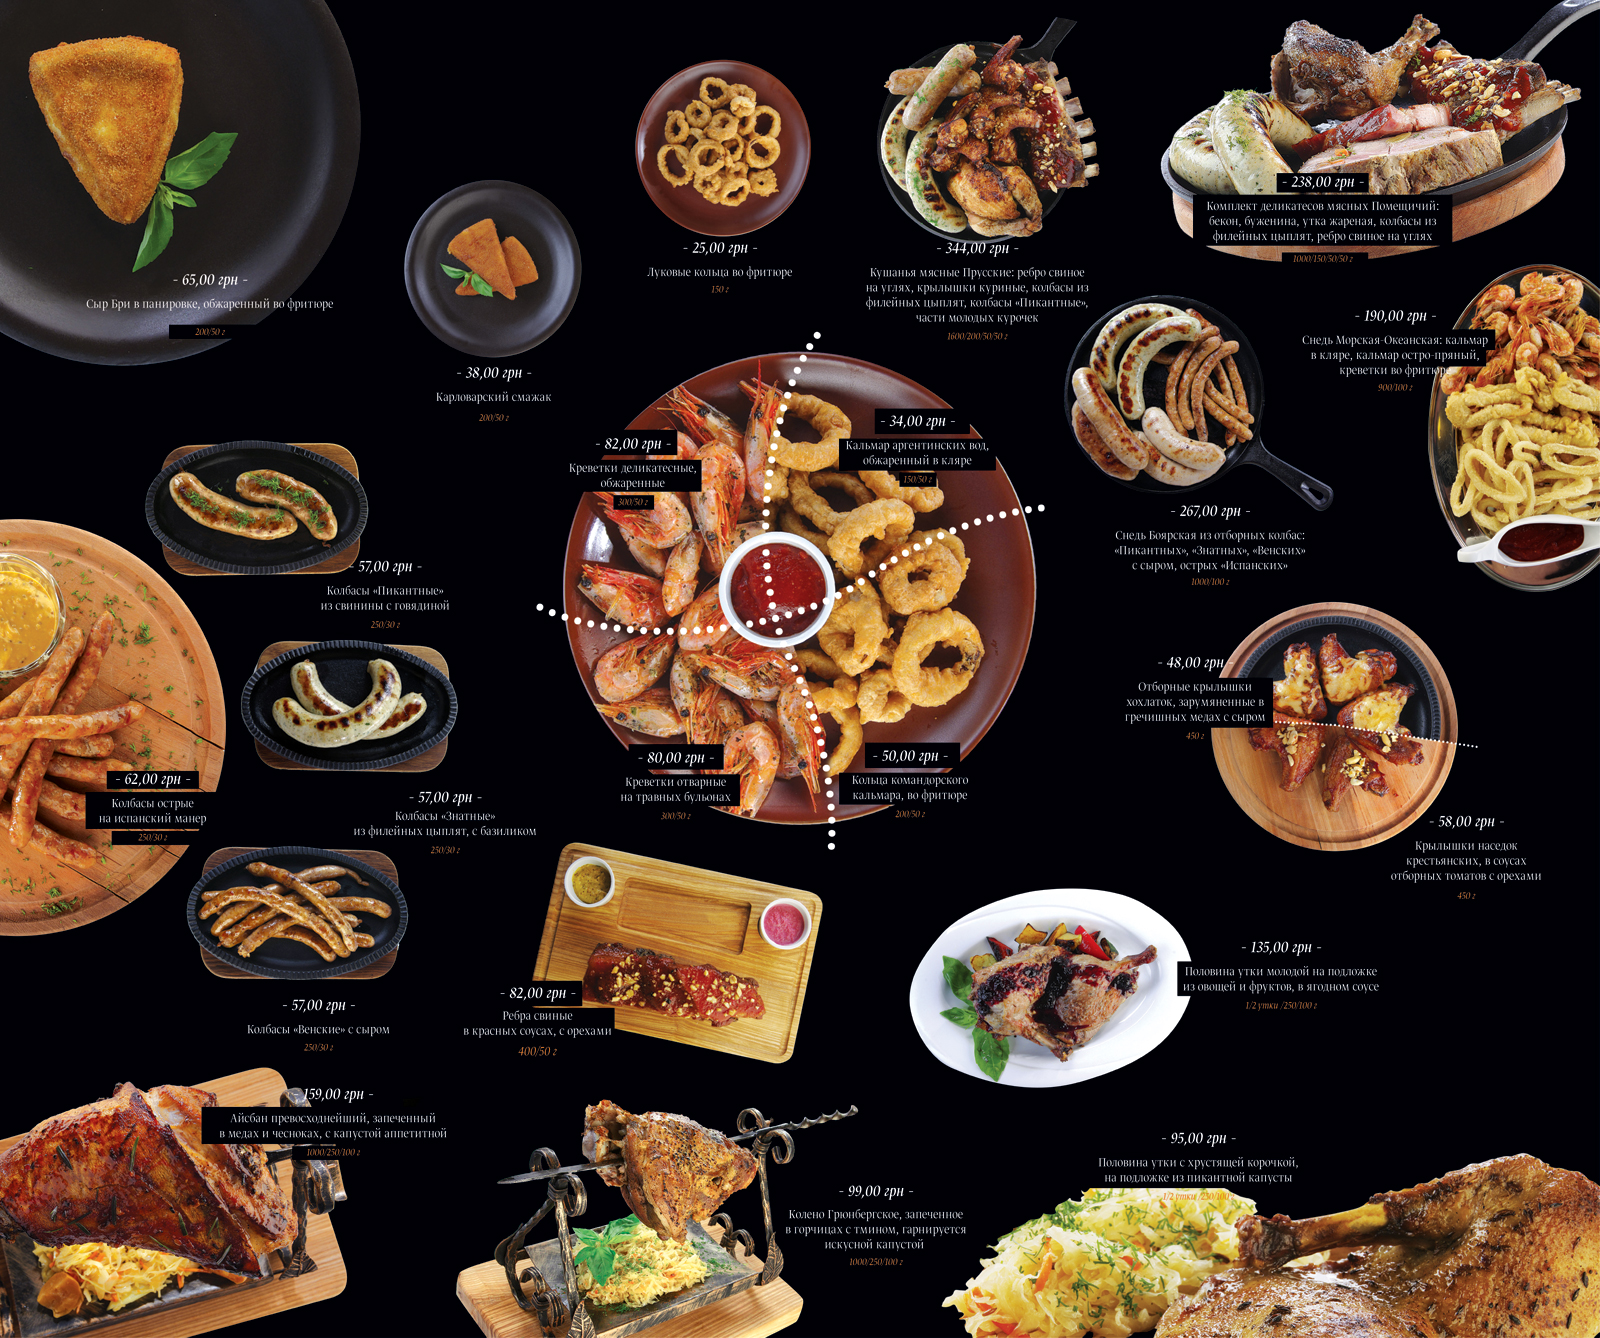 - 65,00 грн -
Сыр Бри в панировке, обжаренный во фритюре
200/50 г
- 38,00 грн -
Карловарский смажак
200/50 г
- 25,00 грн -
Луковые кольца во фритюре
150 г
- 344,00 грн -
Кушанья мясные Прусские: ребро свиное
на углях, крылышки куриные, колбасы из
филейных цыплят, колбасы «Пикантные»,
части молодых курочек
1600/200/50/50 г
- 238,00 грн -
Комплект деликатесов мясных Помещичий:
бекон, буженина, утка жареная, колбасы из
филейных цыплят, ребро свиное на углях
1000/150/50/50 г
- 190,00 грн -
Снедь Морская-Океанская: кальмар
в кляре, кальмар остро-пряный,
креветки во фритюре
900/100 г
- 82,00 грн -
Креветки деликатесные,
обжаренные
300/50 г
- 34,00 грн -
Кальмар аргентинских вод,
обжаренный в кляре
150/50 г
- 267,00 грн -
Снедь Боярская из отборных колбас:
«Пикантных», «Знатных», «Венских»
с сыром, острых «Испанских»
1000/100 г
- 57,00 грн -
Колбасы «Пикантные»
из свинины с говядиной
250/30 г
- 62,00 грн -
Колбасы острые
на испанский манер
250/30 г
- 57,00 грн -
Колбасы «Знатные»
из филейных цыплят, с базиликом
250/30 г
- 80,00 грн -
Креветки отварные
на травных бульонах
300/50 г
- 50,00 грн -
Кольца командорского
кальмара, во фритюре
200/50 г
- 48,00 грн -
Отборные крылышки
хохлаток, зарумяненные в
гречишных медах с сыром
450 г
- 58,00 грн -
Крылышки наседок
крестьянских, в соусах
отборных томатов с орехами
450 г
- 57,00 грн -
Колбасы «Венские» с сыром
250/30 г
- 82,00 грн -
Ребра свиные
в красных соусах, с орехами
400/50 г
- 135,00 грн -
Половина утки молодой на подложке
из овощей и фруктов, в ягодном соусе
1/2 утки /250/100 г
- 159,00 грн -
Айсбан превосходнейший, запеченный
в медах и чесноках, с капустой аппетитной
1000/250/100 г
- 99,00 грн -
Колено Грюнбергское, запеченное
в горчицах с тмином, гарнируется
искусной капустой
1000/250/100 г
- 95,00 грн -
Половина утки с хрустящей корочкой,
на подложке из пикантной капусты
1/2 утки /250/100 г